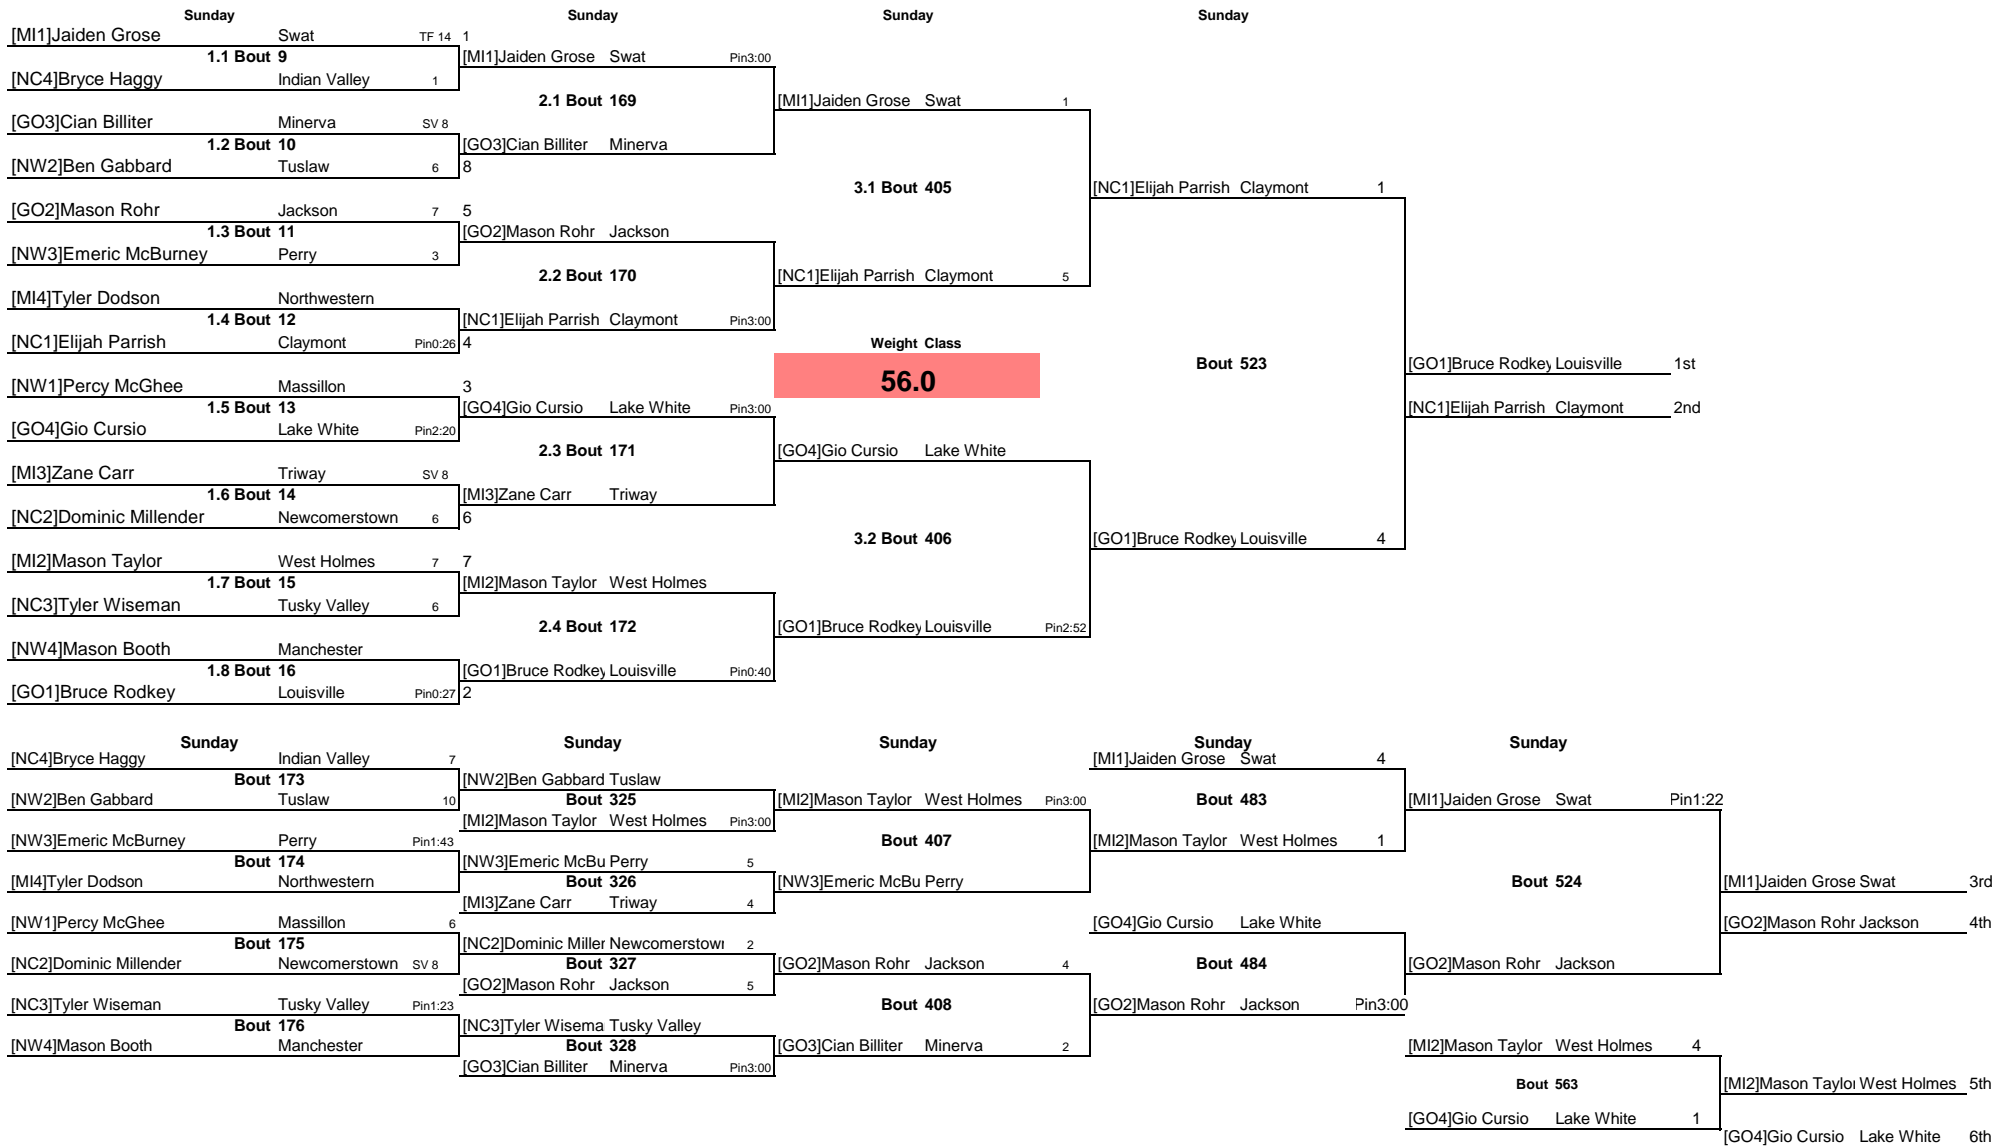 Sunday Sunday Sunday Sunday
[MI1]Jaiden Grose Swat TF 14 1
1.1 Bout 9 [MI1]Jaiden Grose Swat Pin3:00
[NC4]Bryce Haggy Indian Valley 1
2.1 Bout 169 [MI1]Jaiden Grose Swat 1
[GO3]Cian Billiter Minerva SV 8
1.2 Bout 10 [GO3]Cian Billiter Minerva
[NW2]Ben Gabbard Tuslaw 6 8
3.1 Bout 405 [NC1]Elijah Parrish Claymont 1
[GO2]Mason Rohr Jackson 7 5
1.3 Bout 11 [GO2]Mason Rohr Jackson
[NW3]Emeric McBurney Perry 3
2.2 Bout 170 [NC1]Elijah Parrish Claymont 5
[MI4]Tyler Dodson Northwestern
1.4 Bout 12 [NC1]Elijah Parrish Claymont Pin3:00
[NC1]Elijah Parrish Claymont Pin0:26 4 Weight Class
Bout 523 [GO1]Bruce Rodkey Louisville 1st
[NW1]Percy McGhee Massillon 3 56.0
1.5 Bout 13 [GO4]Gio Cursio Lake White Pin3:00 [NC1]Elijah Parrish Claymont 2nd
[GO4]Gio Cursio Lake White Pin2:20
2.3 Bout 171 [GO4]Gio Cursio Lake White
[MI3]Zane Carr Triway SV 8
1.6 Bout 14 [MI3]Zane Carr Triway
[NC2]Dominic Millender Newcomerstown 6 6
3.2 Bout 406 [GO1]Bruce Rodkey Louisville 4
[MI2]Mason Taylor West Holmes 7 7
1.7 Bout 15 [MI2]Mason Taylor West Holmes
[NC3]Tyler Wiseman Tusky Valley 6
2.4 Bout 172 [GO1]Bruce Rodkey Louisville Pin2:52
[NW4]Mason Booth Manchester
1.8 Bout 16 [GO1]Bruce Rodkey Louisville Pin0:40
[GO1]Bruce Rodkey Louisville Pin0:27 2
Sunday Sunday Sunday Sunday Sunday
[NC4]Bryce Haggy Indian Valley 7 [MI1]Jaiden Grose Swat 4
Bout 173 [NW2]Ben Gabbard Tuslaw
[NW2]Ben Gabbard Tuslaw 10 Bout 325 [MI2]Mason Taylor West Holmes Pin3:00 Bout 483 [MI1]Jaiden Grose Swat Pin1:22
[MI2]Mason Taylor West Holmes Pin3:00
[NW3]Emeric McBurney Perry Pin1:43 Bout 407 [MI2]Mason Taylor West Holmes 1
Bout 174 [NW3]Emeric McBu Perry 5
[MI4]Tyler Dodson Northwestern Bout 326 [NW3]Emeric McBu Perry Bout 524 [MI1]Jaiden Grose Swat 3rd
[MI3]Zane Carr Triway 4
[NW1]Percy McGhee Massillon 6 [GO4]Gio Cursio Lake White [GO2]Mason Rohr Jackson 4th
Bout 175 [NC2]Dominic Miller Newcomerstown 2
[NC2]Dominic Millender Newcomerstown SV 8 Bout 327 [GO2]Mason Rohr Jackson 4 Bout 484 [GO2]Mason Rohr Jackson
[GO2]Mason Rohr Jackson 5
[NC3]Tyler Wiseman Tusky Valley Pin1:23 Bout 408 [GO2]Mason Rohr Jackson Pin3:00
Bout 176 [NC3]Tyler Wisema Tusky Valley
[NW4]Mason Booth Manchester Bout 328 [GO3]Cian Billiter Minerva 2 [MI2]Mason Taylor West Holmes 4
[GO3]Cian Billiter Minerva Pin3:00
Bout 563 [MI2]Mason Taylor West Holmes 5th
[GO4]Gio Cursio Lake White 1
[GO4]Gio Cursio Lake White 6th